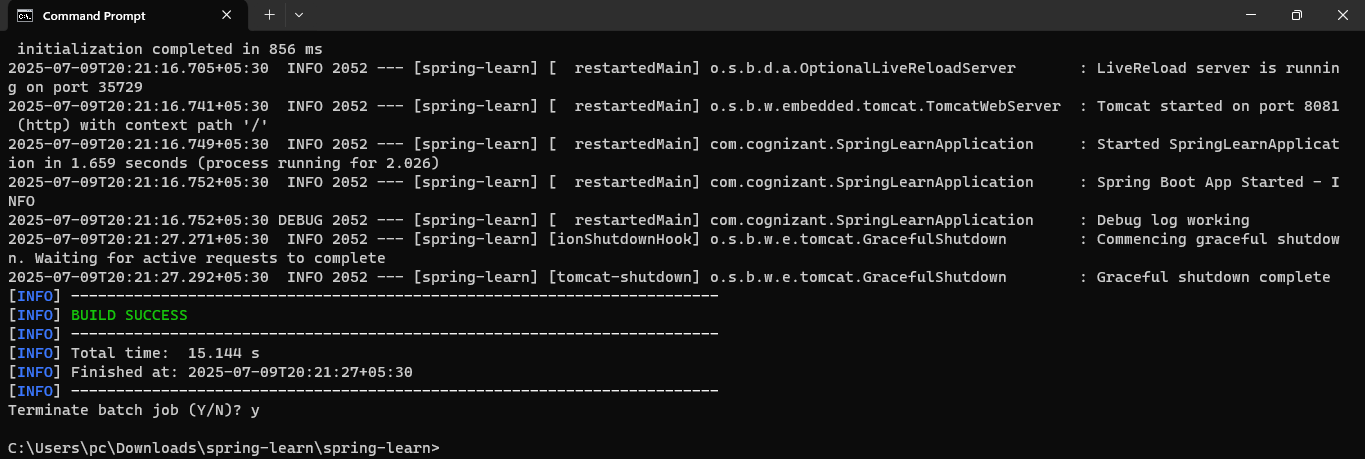 Command Prompt
 initialization completed in 856 ms
2025-07-09T20:21:16.705+05:30  INFO 2052 --- [spring-learn] [  restartedMain] o.s.b.d.a.OptionalLiveReloadServer       : LiveReload server is runnin
g on port 35729
2025-07-09T20:21:16.741+05:30  INFO 2052 --- [spring-learn] [  restartedMain] o.s.b.w.embedded.tomcat.TomcatWebServer  : Tomcat started on port 8081
 (http) with context path '/'
2025-07-09T20:21:16.749+05:30  INFO 2052 --- [spring-learn] [  restartedMain] com.cognizant.SpringLearnApplication     : Started SpringLearnApplicat
ion in 1.659 seconds (process running for 2.026)
2025-07-09T20:21:16.752+05:30  INFO 2052 --- [spring-learn] [  restartedMain] com.cognizant.SpringLearnApplication     : Spring Boot App Started - I
NFO
2025-07-09T20:21:16.752+05:30 DEBUG 2052 --- [spring-learn] [  restartedMain] com.cognizant.SpringLearnApplication     : Debug log working
2025-07-09T20:21:27.271+05:30  INFO 2052 --- [spring-learn] [ionShutdownHook] o.s.b.w.e.tomcat.GracefulShutdown        : Commencing graceful shutdow
n. Waiting for active requests to complete
2025-07-09T20:21:27.292+05:30  INFO 2052 --- [spring-learn] [tomcat-shutdown] o.s.b.w.e.tomcat.GracefulShutdown        : Graceful shutdown complete
[INFO] ------------------------------------------------------------------------
[INFO] BUILD SUCCESS
[INFO] ------------------------------------------------------------------------
[INFO] Total time:  15.144 s
[INFO] Finished at: 2025-07-09T20:21:27+05:30
[INFO] ------------------------------------------------------------------------
Terminate batch job (Y/N)? y
C:\Users\pc\Downloads\spring-learn\spring-learn>